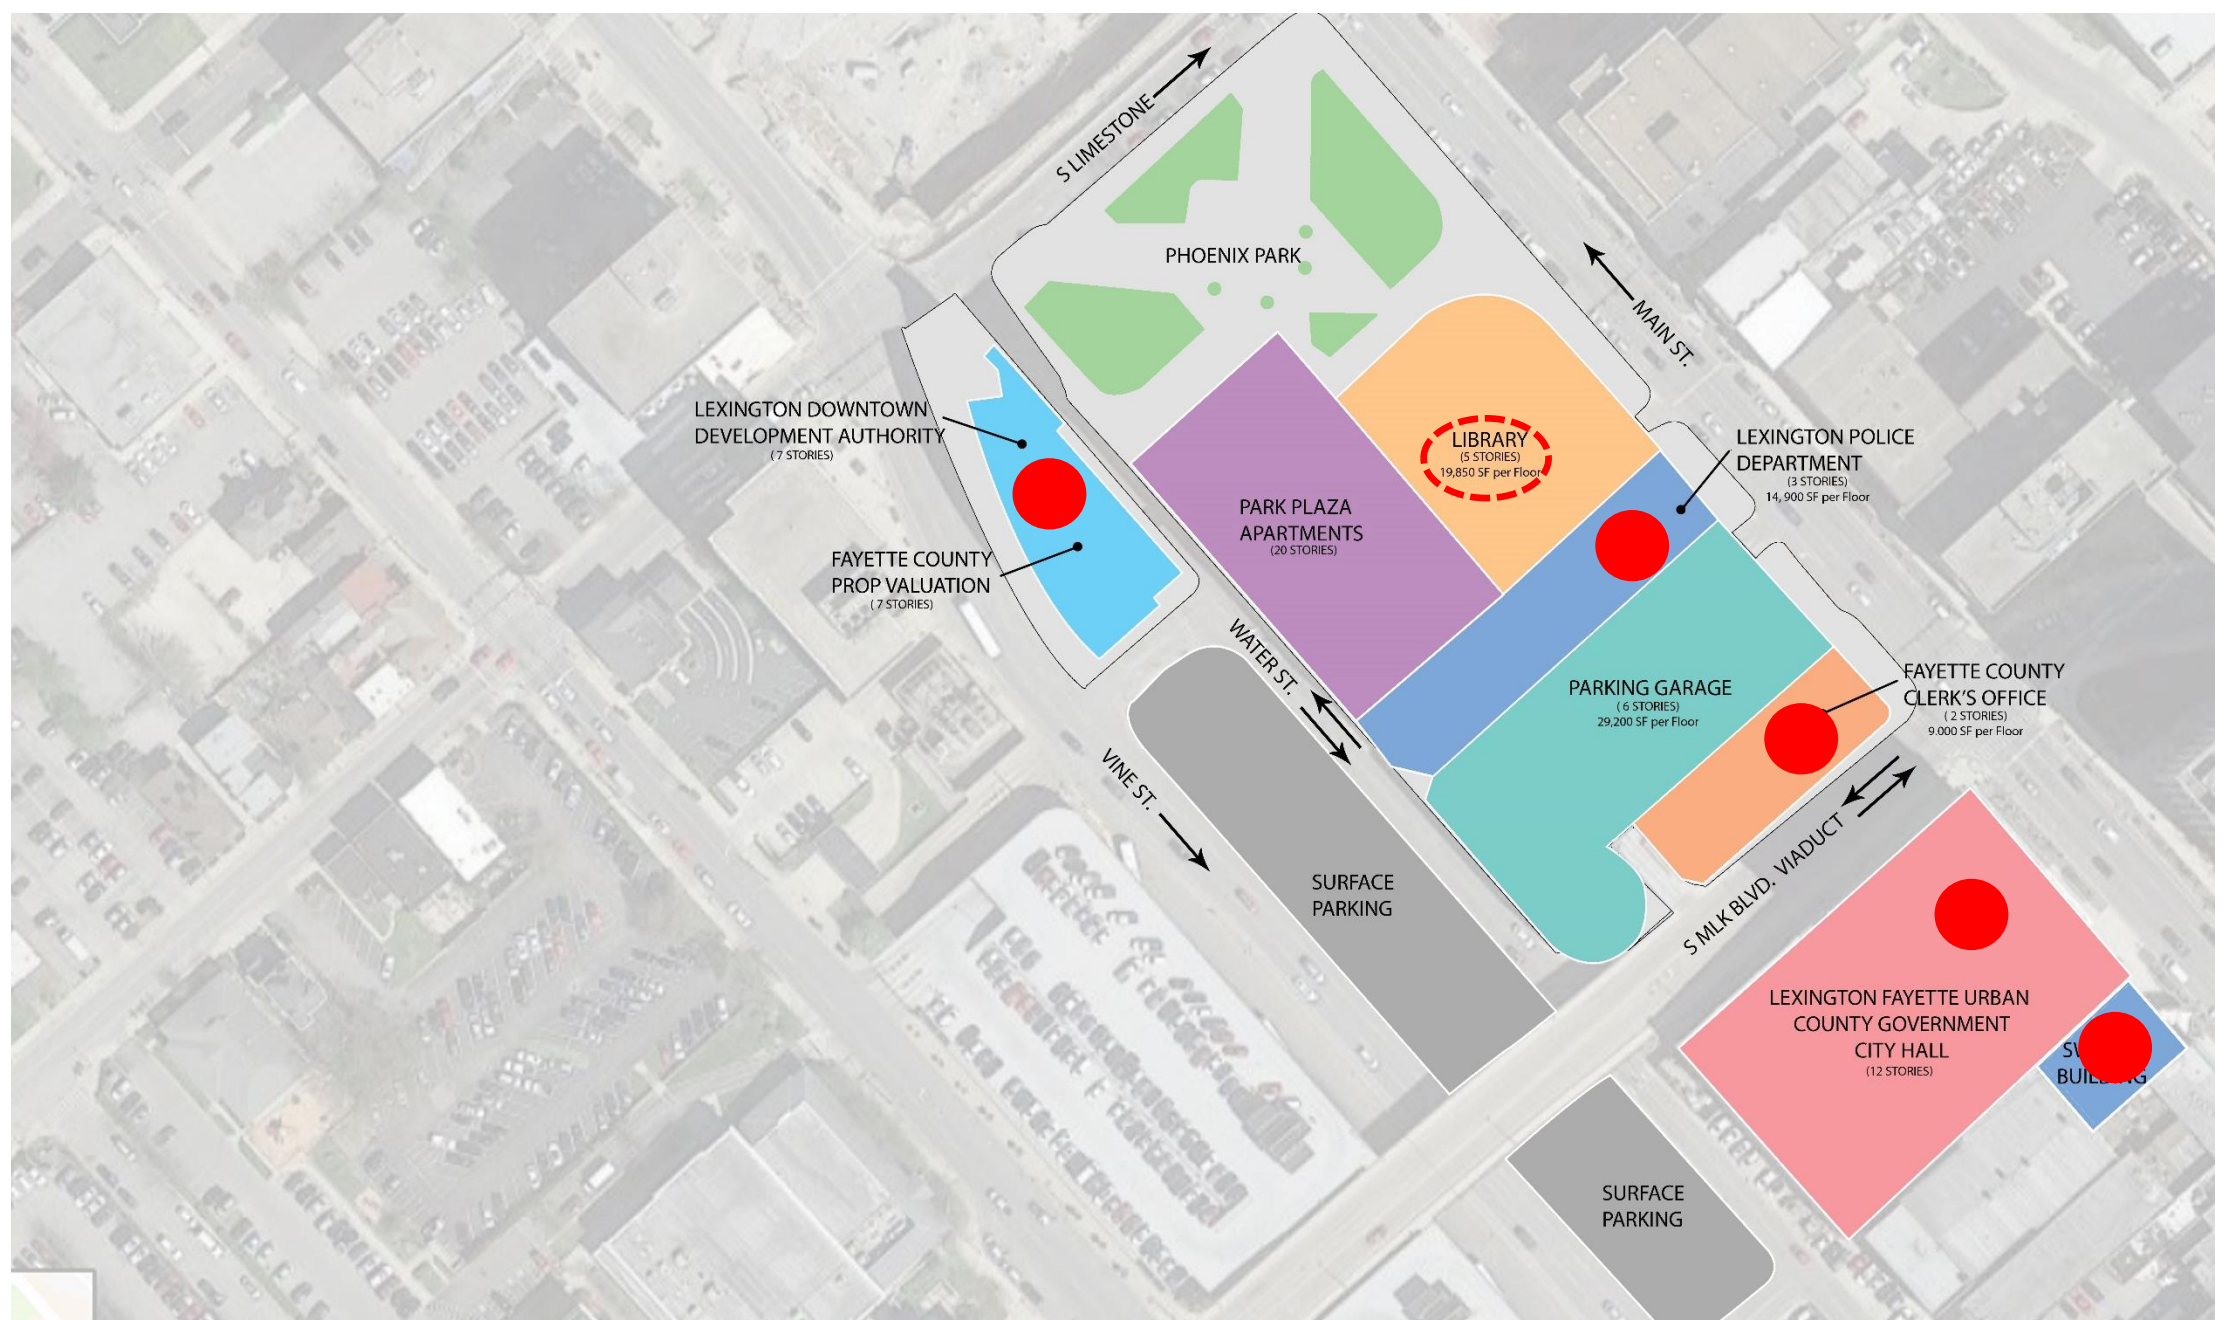 S LIMESTONE
PHOENIX PARK
MAIN ST.
LEXINGTON DOWNTOWN
DEVELOPMENT AUTHORITY
( 7 STORIES)
LIBRARY
(5 STORIES)
19,850 SF per Floor
LEXINGTON POLICE
DEPARTMENT
(3 STORIES)
14, 900 SF per Floor
PARK PLAZA
APARTMENTS
(20 STORIES)
FAYETTE COUNTY
PROP VALUATION
( 7 STORIES)
WATER ST.
PARKING GARAGE
( 6 STORIES)
29,200 SF per Floor
FAYETTE COUNTY
CLERK'S OFFICE
( 2 STORIES)
9.000 SF per Floor
VINE ST.
S MLK BLVD. VIADUCT
SURFACE
PARKING
LEXINGTON FAYETTE URBAN
COUNTY GOVERNMENT
CITY HALL
(12 STORIES)
SURFACE
PARKING